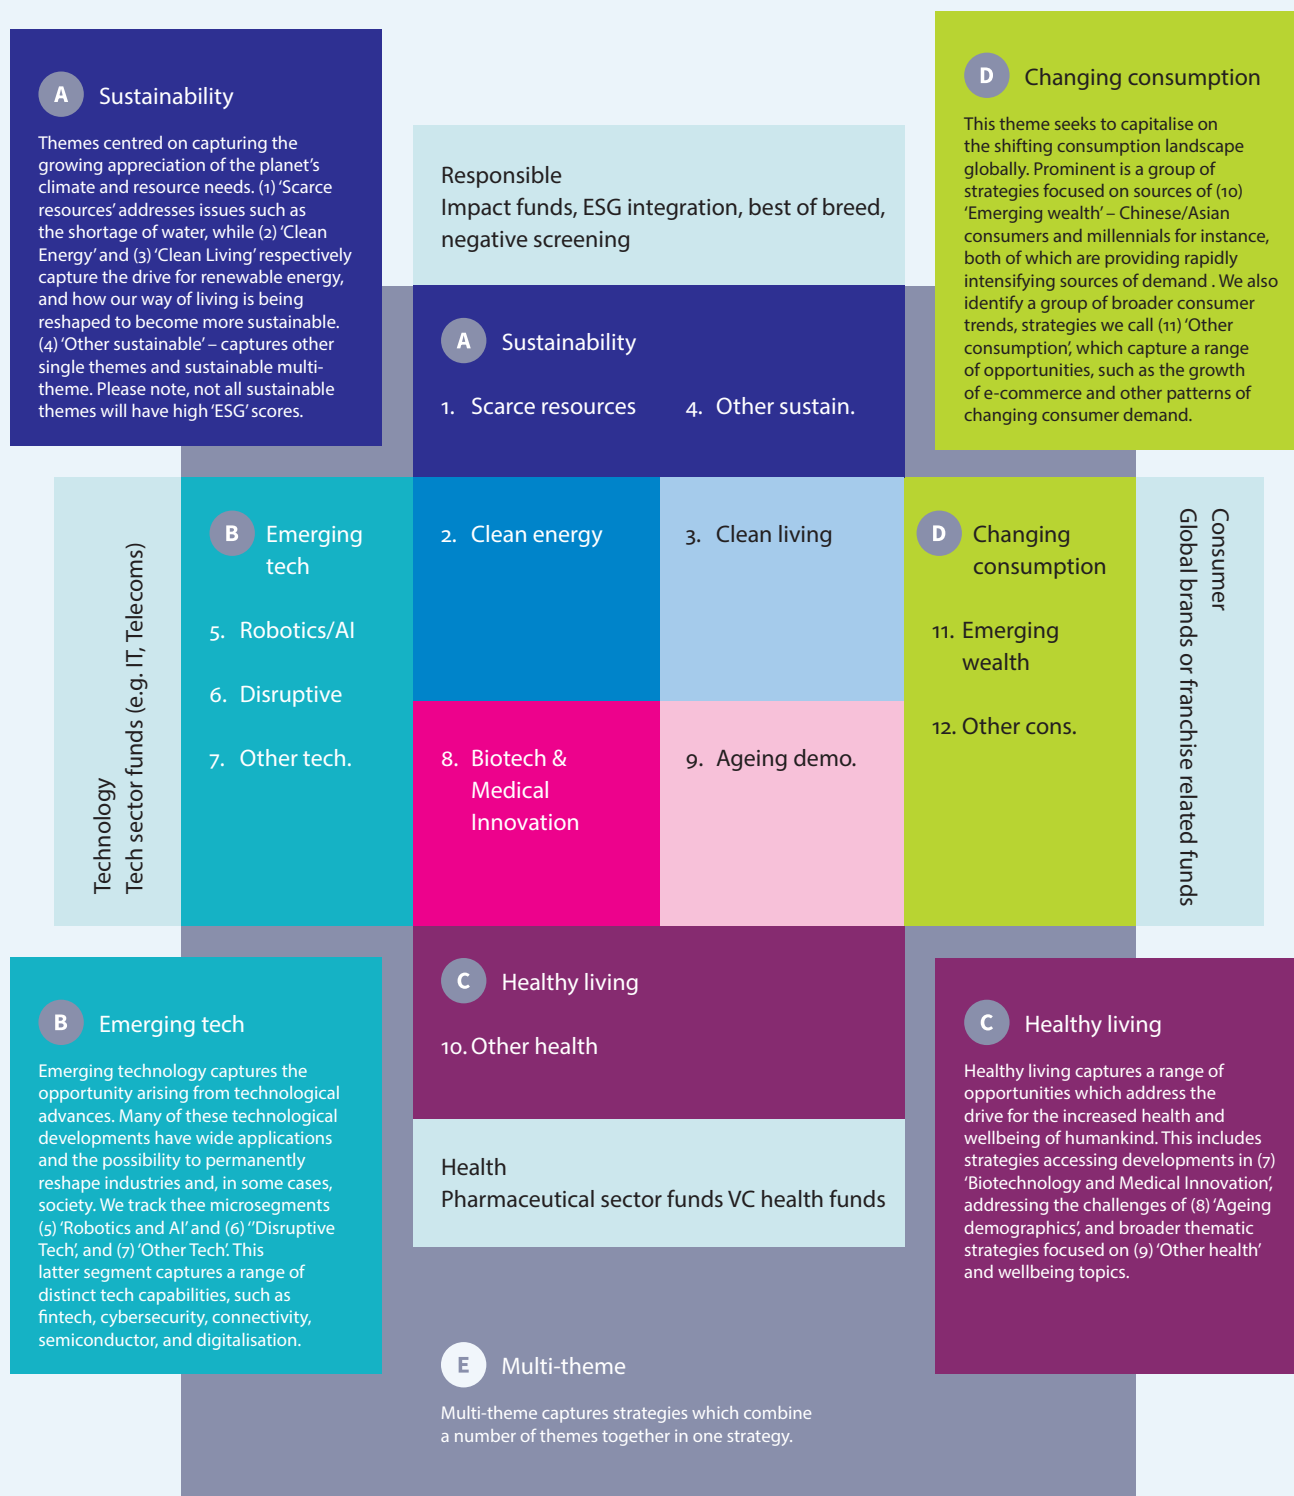 A Sustainability
Themes centred on capturing the
growing appreciation of the planet’s
climate and resource needs. (1) ‘Scarce
resources’ addresses issues such as
the shortage of water, while (2) ‘Clean
Energy’ and (3) ‘Clean Living’ respectively
capture the drive for renewable energy,
and how our way of living is being
reshaped to become more sustainable.
(4) ‘Other sustainable’ – captures other
single themes and sustainable multi-
theme. Please note, not all sustainable
themes will have high ‘ESG’ scores.
Responsible
Impact funds, ESG integration, best of breed,
negative screening
D Changing consumption
This theme seeks to capitalise on
the shifting consumption landscape
globally. Prominent is a group of
strategies focused on sources of (10)
‘Emerging wealth’ – Chinese/Asian
consumers and millennials for instance,
both of which are providing rapidly
intensifying sources of demand . We also
identify a group of broader consumer
trends, strategies we call (11) ‘Other
consumption’, which capture a range
of opportunities, such as the growth
of e-commerce and other patterns of
changing consumer demand.
A Sustainability
1. Scarce resources
4. Other sustain.
Technology
Tech sector funds (e.g. IT, Telecoms)
B Emerging
tech
5. Robotics/AI
6. Disruptive
7. Other tech.
2. Clean energy
3. Clean living
8. Biotech &
Medical
Innovation
9. Ageing demo.
D Changing
consumption
11. Emerging
wealth
12. Other cons.
Consumer
Global brands or franchise related funds
C Healthy living
10. Other health
Health
Pharmaceutical sector funds VC health funds
B Emerging tech
Emerging technology captures the
opportunity arising from technological
advances. Many of these technological
developments have wide applications
and the possibility to permanently
reshape industries and, in some cases,
society. We track thee microsegments
(5) ‘Robotics and AI’ and (6) ‘‘Disruptive
Tech’, and (7) ‘Other Tech’. This
latter segment captures a range of
distinct tech capabilities, such as
fintech, cybersecurity, connectivity,
semiconductor, and digitalisation.
C Healthy living
Healthy living captures a range of
opportunities which address the
drive for the increased health and
wellbeing of humankind. This includes
strategies accessing developments in (7)
‘Biotechnology and Medical Innovation’,
addressing the challenges of (8) ‘Ageing
demographics’, and broader thematic
strategies focused on (9) ‘Other health’
and wellbeing topics.
E Multi-theme
Multi-theme captures strategies which combine
a number of themes together in one strategy.